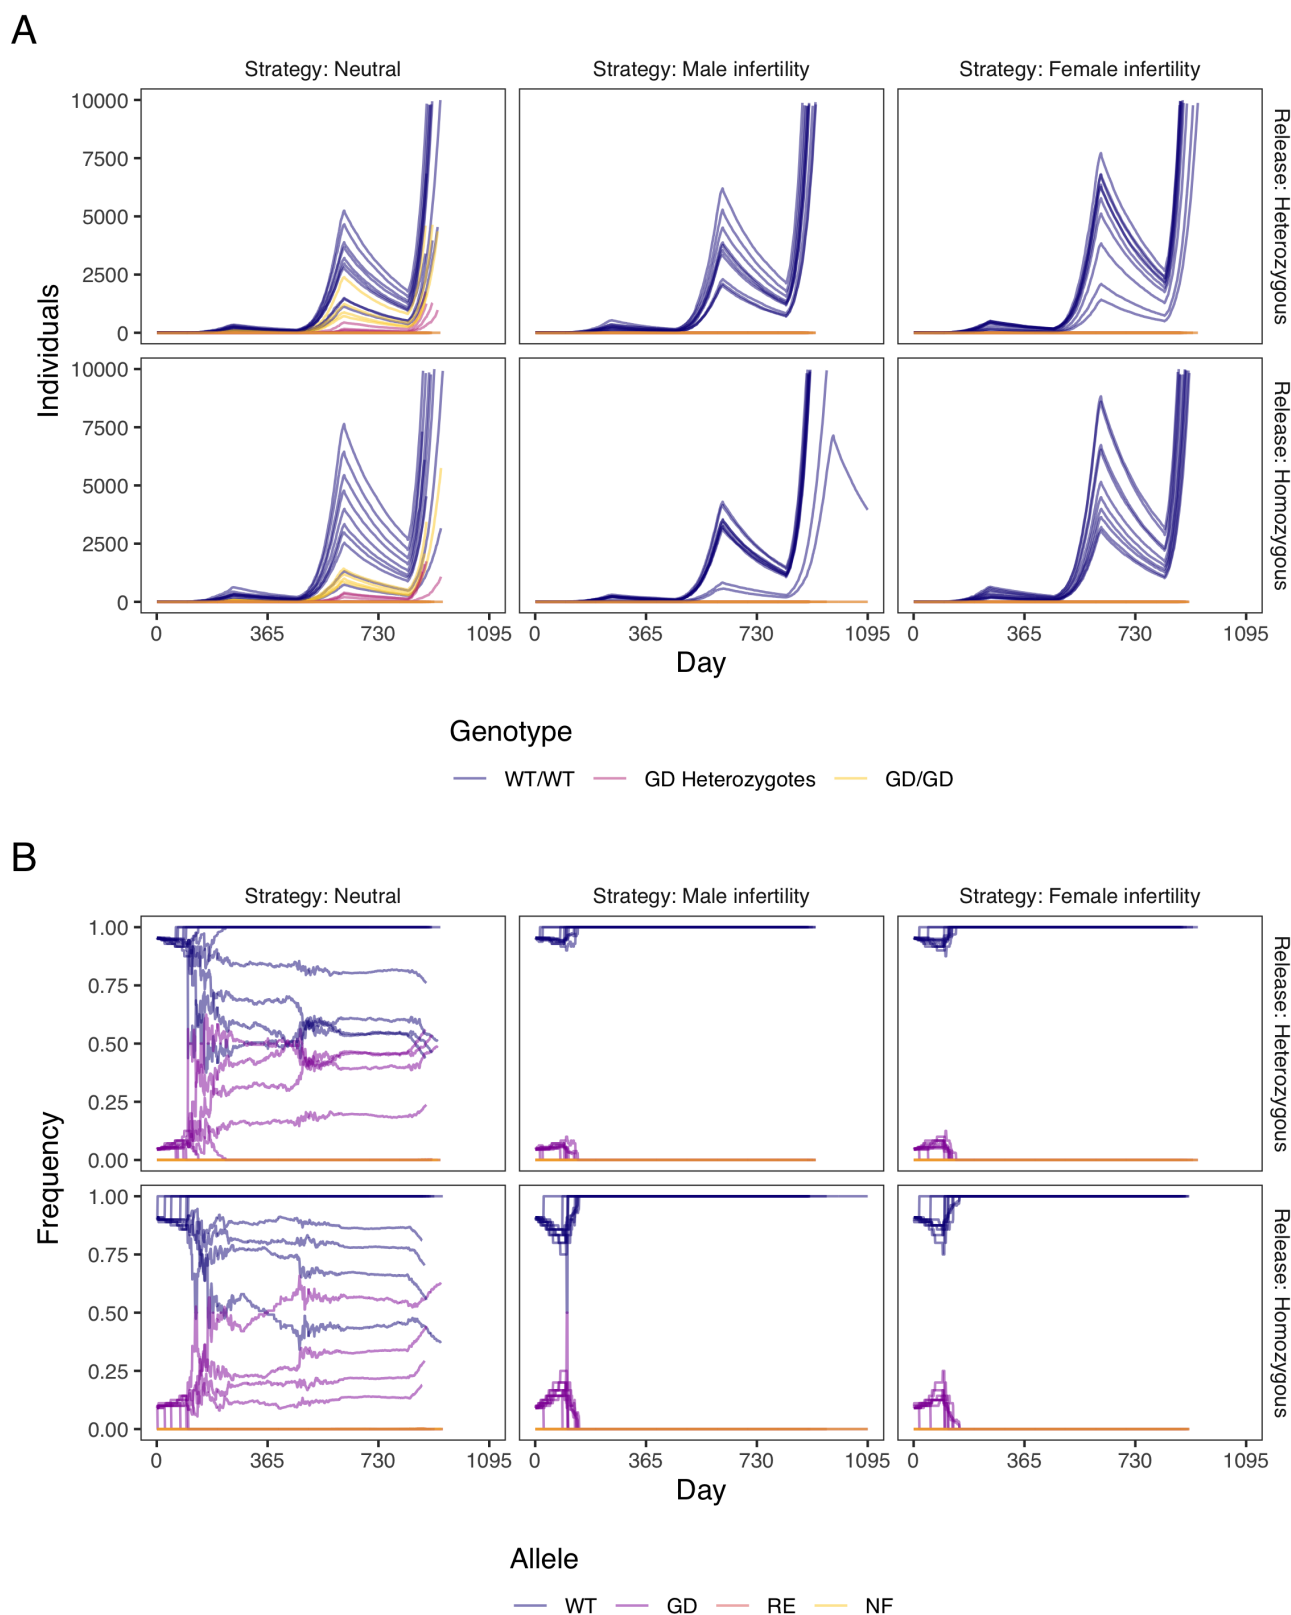 A
Strategy: Neutral
Strategy: Male infertility
Strategy: Female infertility
10000
7500
5000
2500
0
Release: Heterozygous
Individuals
10000
7500
5000
2500
0
Release: Homozygous
0 365 730 1095
0 365 730 1095
0 365 730 1095
Day
Genotype
WT/WT GD Heterozygotes GD/GD
B
Strategy: Neutral
Strategy: Male infertility
Strategy: Female infertility
1.00
0.75
0.50
0.25
0.00
Release: Heterozygous
Frequency
1.00
0.75
0.50
0.25
0.00
Release: Homozygous
0 365 730 1095
0 365 730 1095
0 365 730 1095
Day
Allele
WT GD RE NF